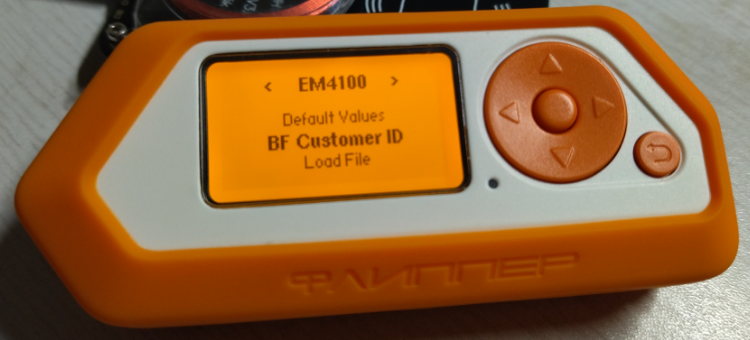 < EM4100 >
Default Values
BF Customer ID
Load File
ФЛИППЕР